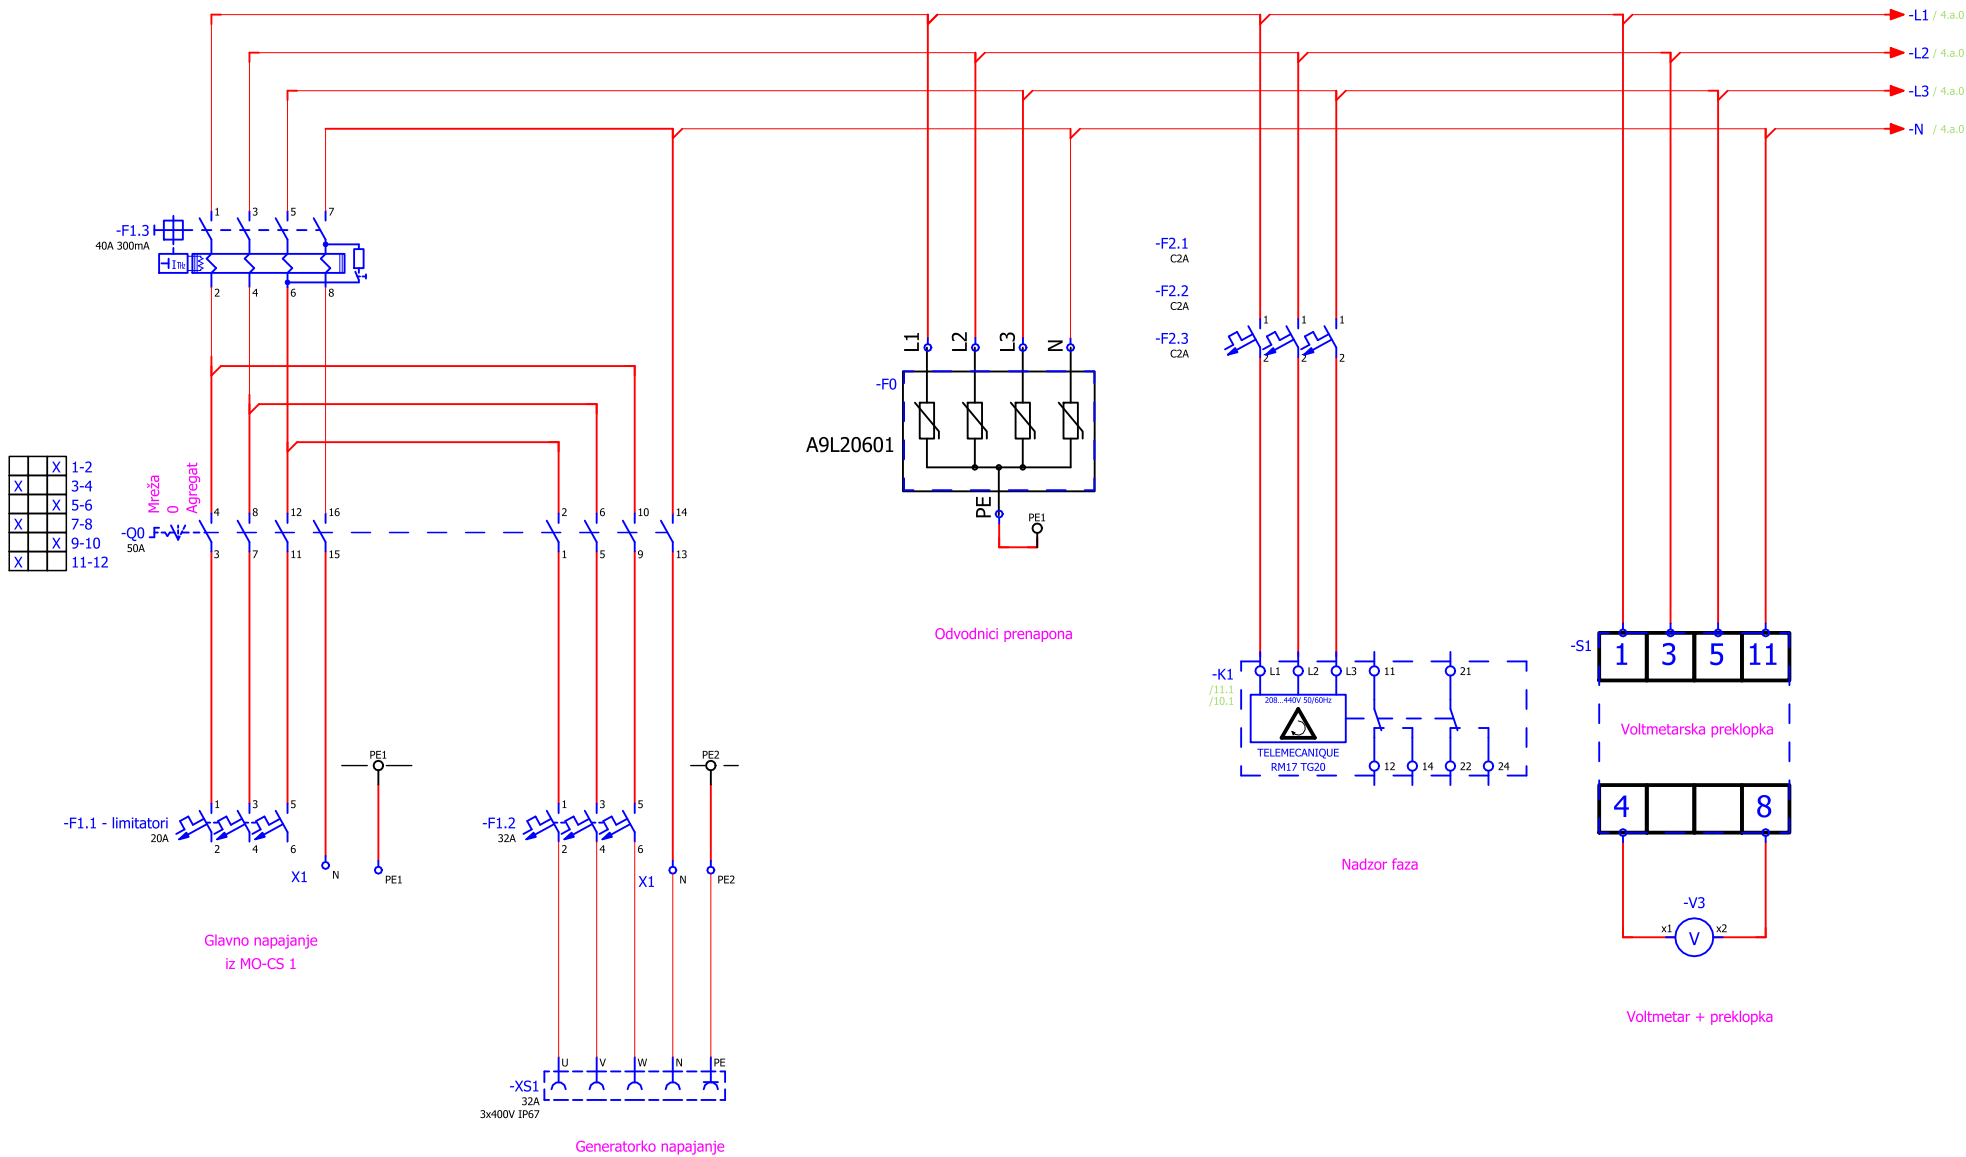 -L1 / 4.a.0
-L2 / 4.a.0
-L3 / 4.a.0
-N / 4.a.0
1 3 5 7
-F1.3
40A 300mA
I THz
2 4 6 8
-F2.1
C2A
-F2.2
C2A
-F2.3
C2A
1 1 1
2 2 2
L1 L2 L3 N
-F0
A9L20601
PE
PE1
Odvodnici prenapona
X 1-2
X 3-4
X 5-6
X 7-8
X 9-10
X 11-12
Mreža
0
Agregat
-Q0
50A
4 8 12 16 2 6 10 14
3 7 11 15 1 5 9 13
-S1
1 3 5 11
Voltmetarska preklopka
4 8
-V3
x1 V x2
Voltmetar + preklopka
-K1
/11.1
/10.1
L1 L2 L3 11 21
208...440V 50/60Hz
TELEMECANIQUE
RM17 TG20
12 14 22 24
Nadzor faza
PE1 PE2
1 3 5
-F1.1 - limitatori
20A
2 4 6
X1 N PE1
1 3 5
-F1.2
32A
2 4 6
X1 N PE2
Glavno napajanje
iz MO-CS 1
U V W N PE
-XS1
32A
3x400V IP67
Generatorko napajanje